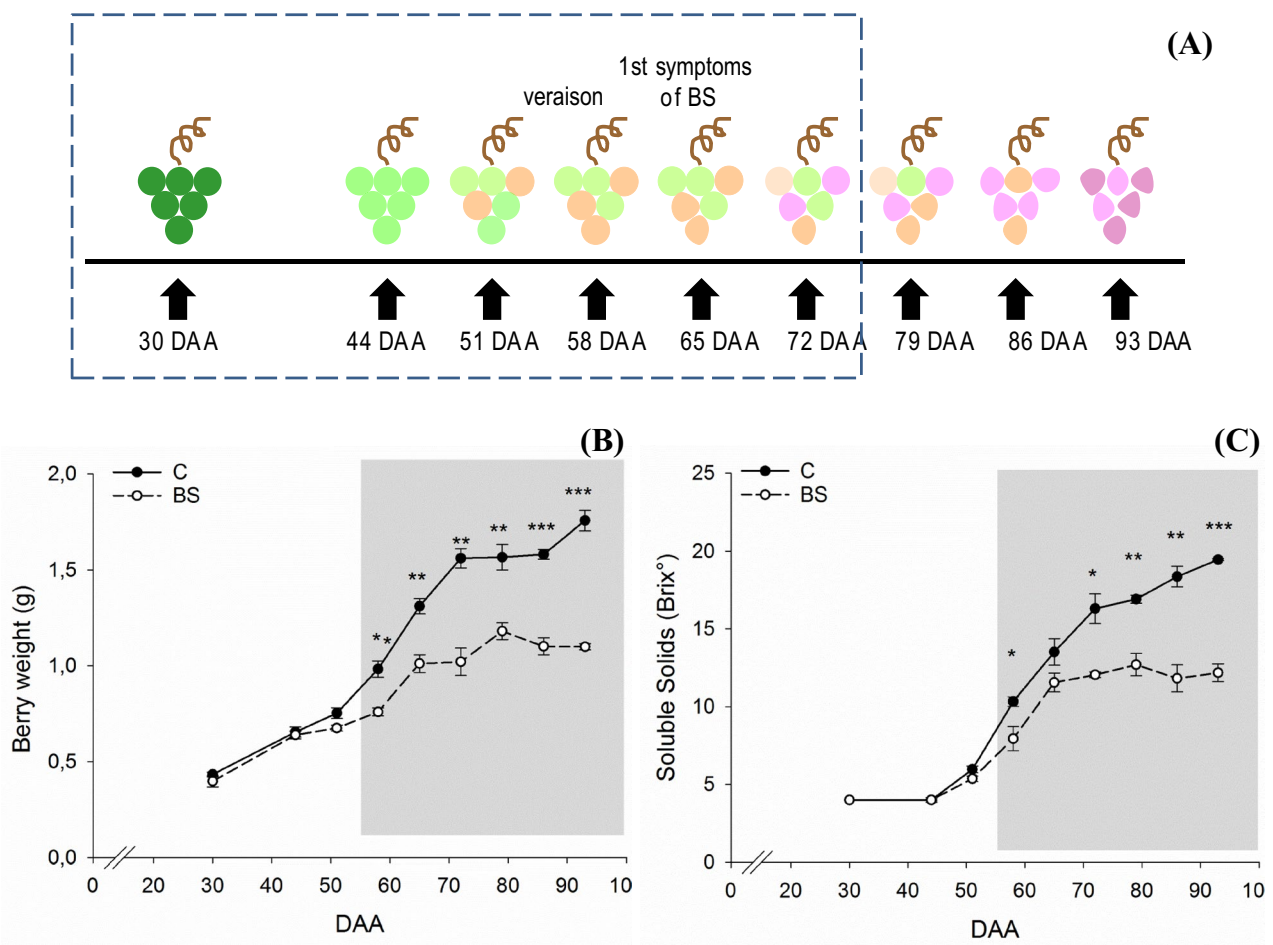 (A)
1st symptoms
veraison of BS
30 DAA 44 DAA 51 DAA 58 DAA 65 DAA 72 DAA 79 DAA 86 DAA 93 DAA
(B)
C
BS
2,0
1,5
1,0
0,5
0,0
Berry weight (g)
** ** ** ** *** ***
0 20 30 40 50 60 70 80 90 10
DAA
(C)
C
BS
25
20
15
10
5
0
Soluble Solids (Brix°)
* * ** ** ***
0 20 30 40 50 60 70 80 90 10
DAA